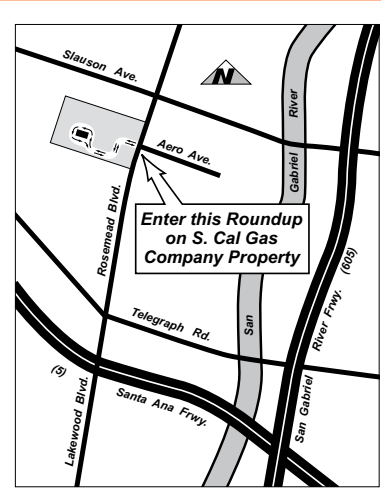 Slauson Ave.
N
River
Gabriel
San
Aero Ave.
Rosemead Blvd.
Enter this Roundup
on S. Cal Gas
Company Property
River Frwy. (605)
San Gabriel
Telegraph Rd.
(5)
Santa Ana Frwy.
Lakewood Blvd.